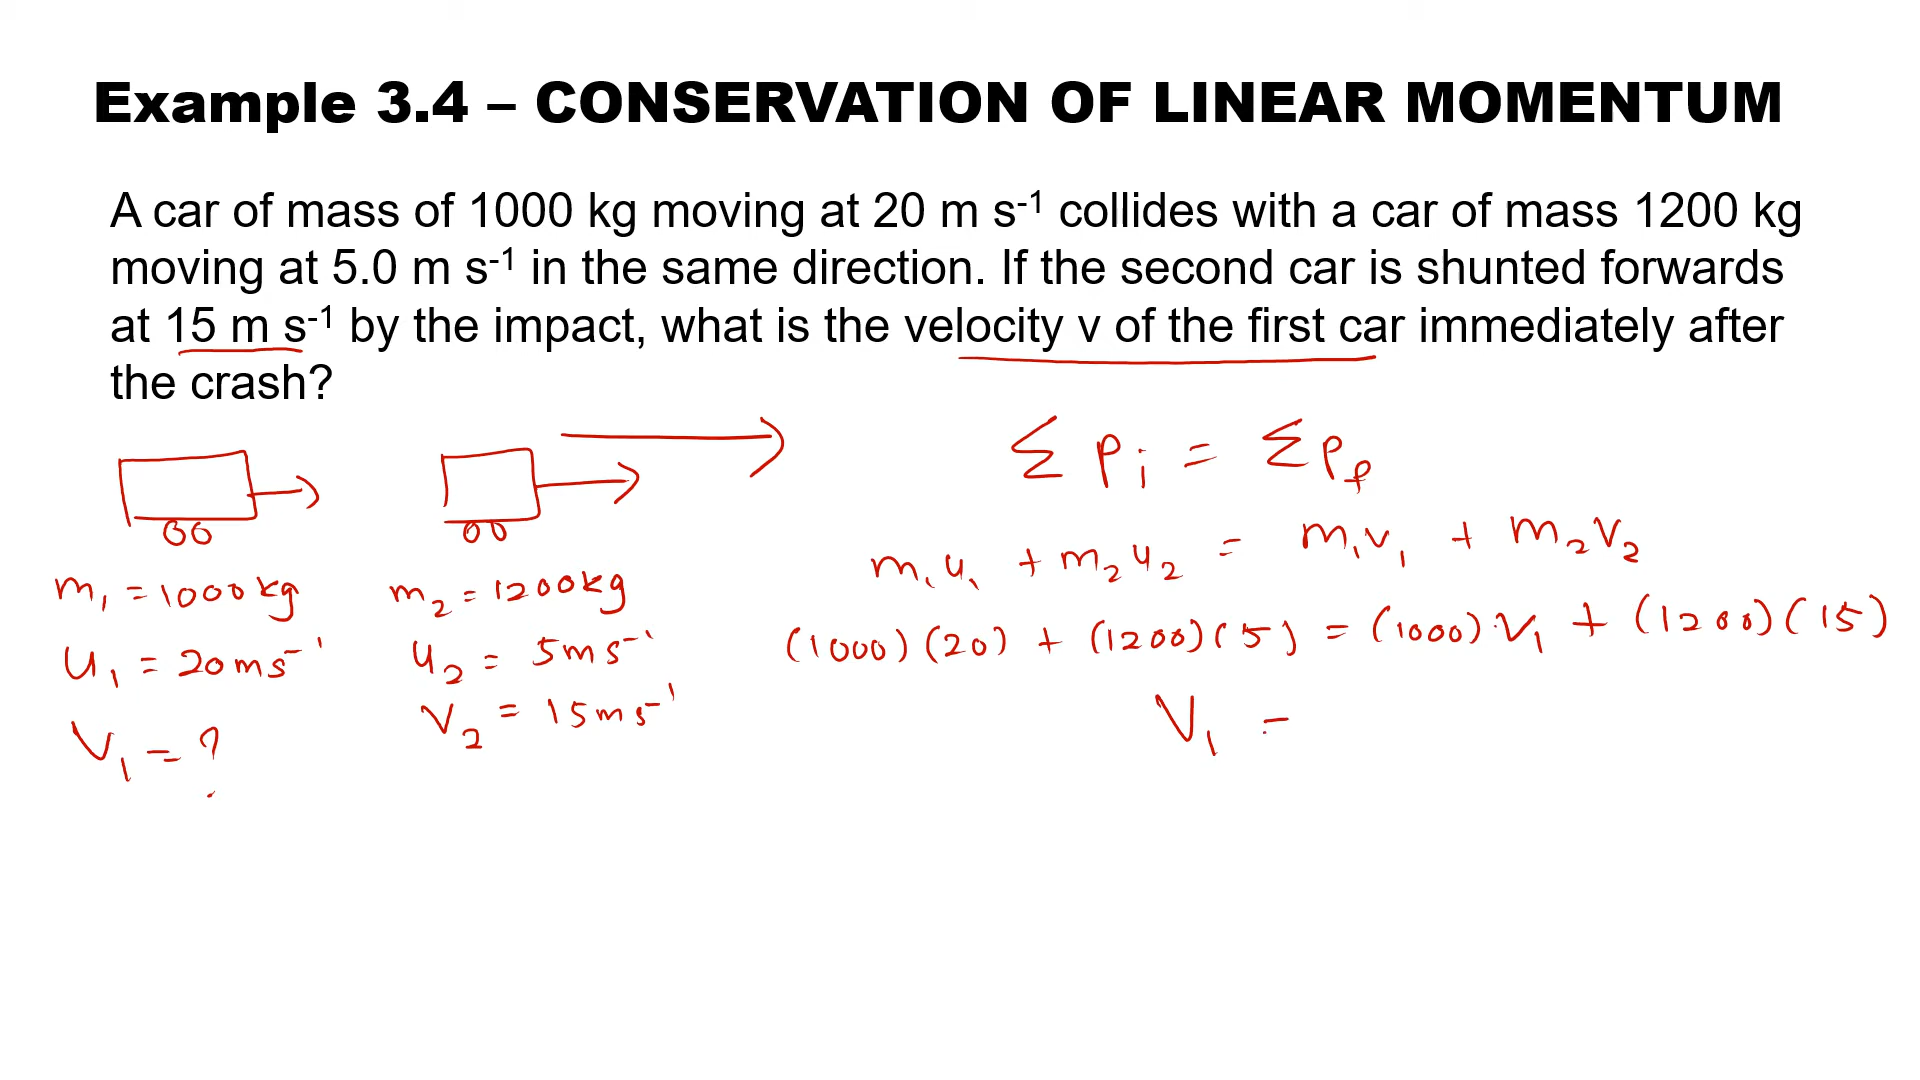 Example 3.4 – CONSERVATION OF LINEAR MOMENTUM
A car of mass of 1000 kg moving at 20 m s⁻¹ collides with a car of mass 1200 kg
moving at 5.0 m s⁻¹ in the same direction. If the second car is shunted forwards
at 15 m s⁻¹ by the impact, what is the velocity v of the first car immediately after
the crash?
m₁ = 1000 kg
u₁ = 20 m s⁻¹
v₁ = ?
m₂ = 1200 kg
u₂ = 5 m s⁻¹
v₂ = 15 m s⁻¹
Σ pᵢ = Σ p_f
m₁u₁ + m₂u₂ = m₁v₁ + m₂v₂
(1000)(20) + (1200)(5) = (1000)·v₁ + (1200)(15)
v₁ =